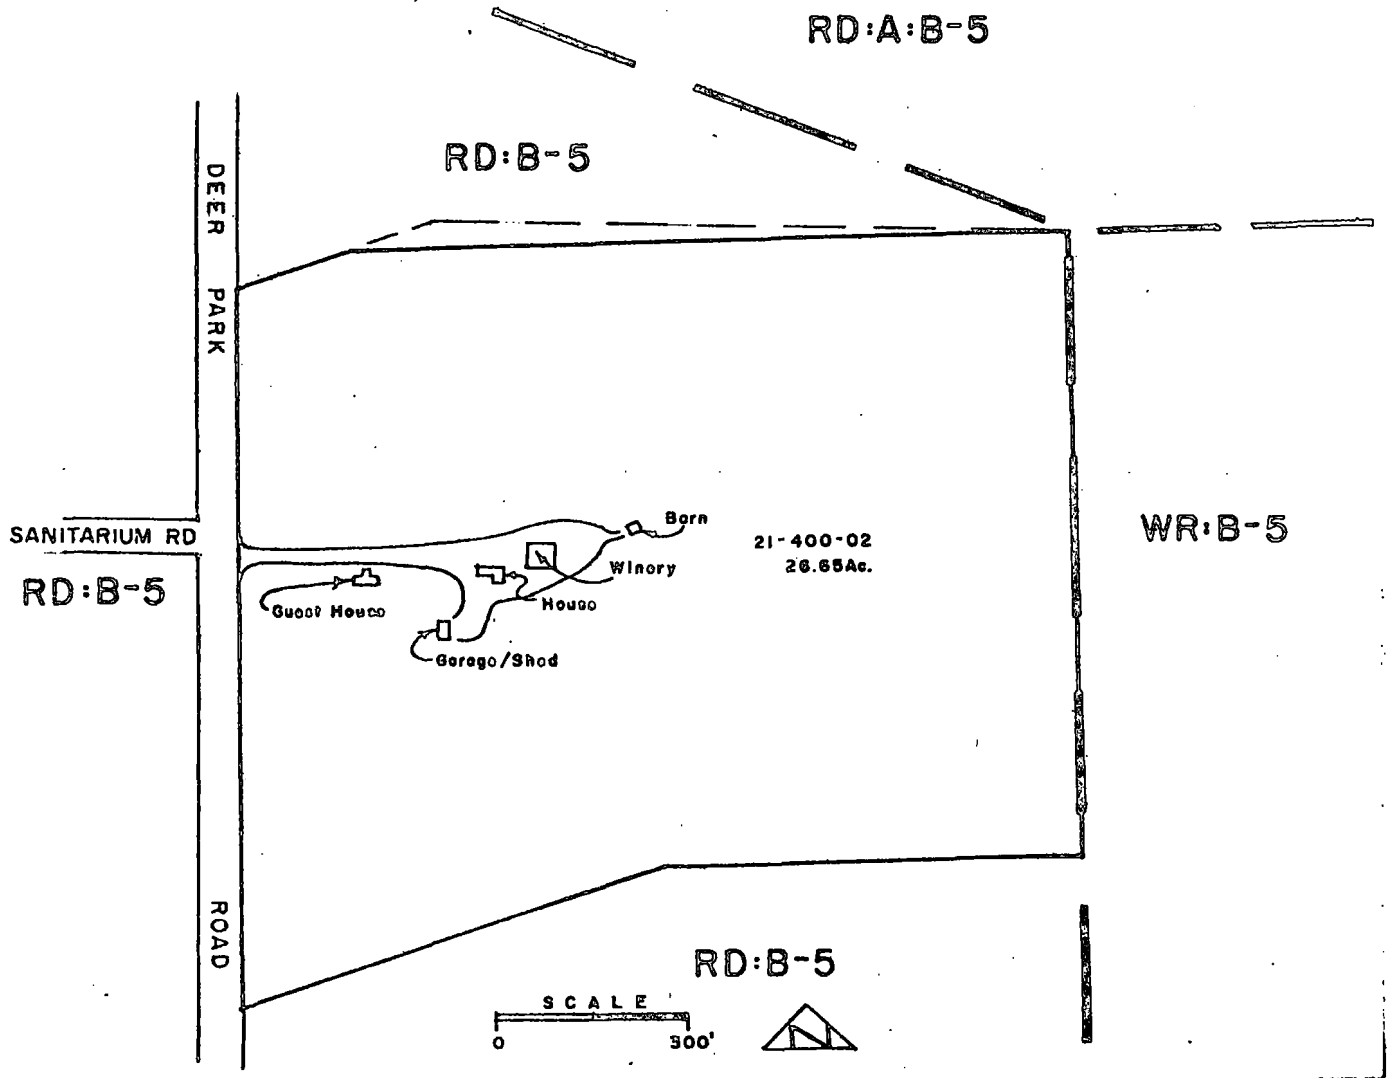 RD:A:B-5
RD:B-5
DEER PARK ROAD
SANITARIUM RD
RD:B-5
Barn
21-400-02
26.65Ac.
WR:B-5
Winery
House
Guest House
Garage/Shed
RD:B-5
SCALE
0 300'
N